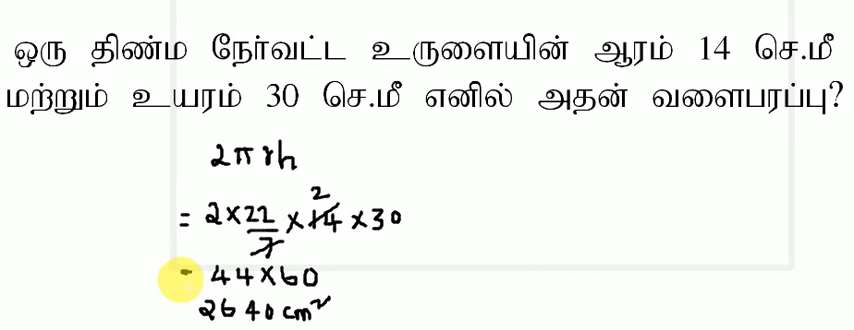 ஒரு திண்ம நேர்வட்ட உருளையின் ஆரம் 14 செ.மீ
மற்றும் உயரம் 30 செ.மீ எனில் அதன் வளைபரப்பு?
2πrh
= 2 × 22/7 × 14 2 × 30
= 44 × 60
2640 cm²